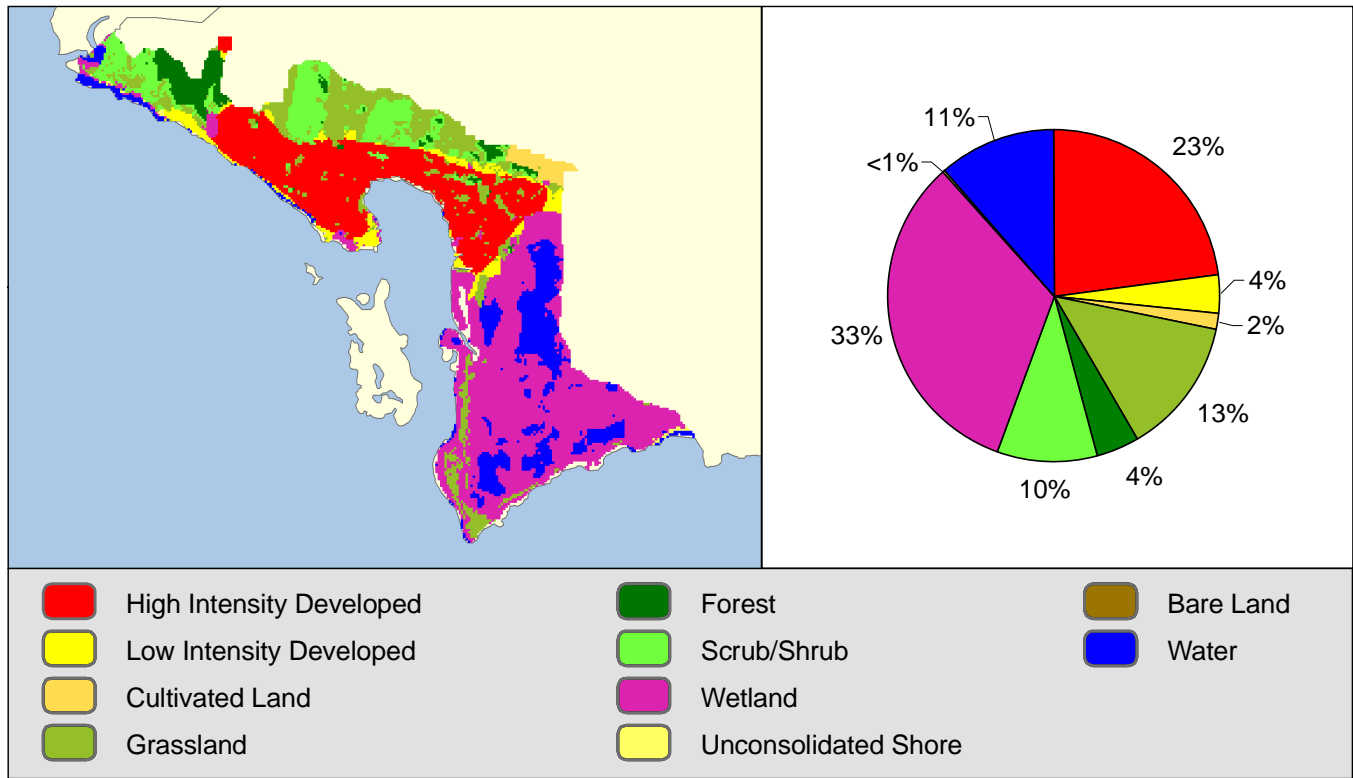 11%
23%
<1%
4%
2%
33%
13%
10%
4%
High Intensity Developed
Low Intensity Developed
Cultivated Land
Grassland
Forest
Scrub/Shrub
Wetland
Unconsolidated Shore
Bare Land
Water